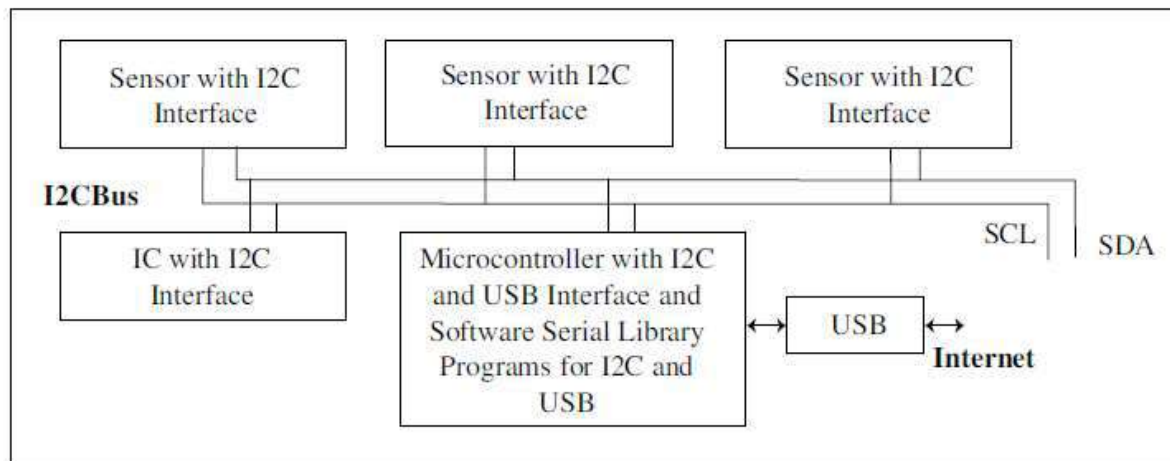 Sensor with I2C
Interface
Sensor with I2C
Interface
Sensor with I2C
Interface
I2CBus
SCL
SDA
IC with I2C
Interface
Microcontroller with I2C
and USB Interface and
Software Serial Library
Programs for I2C and
USB
USB
Internet